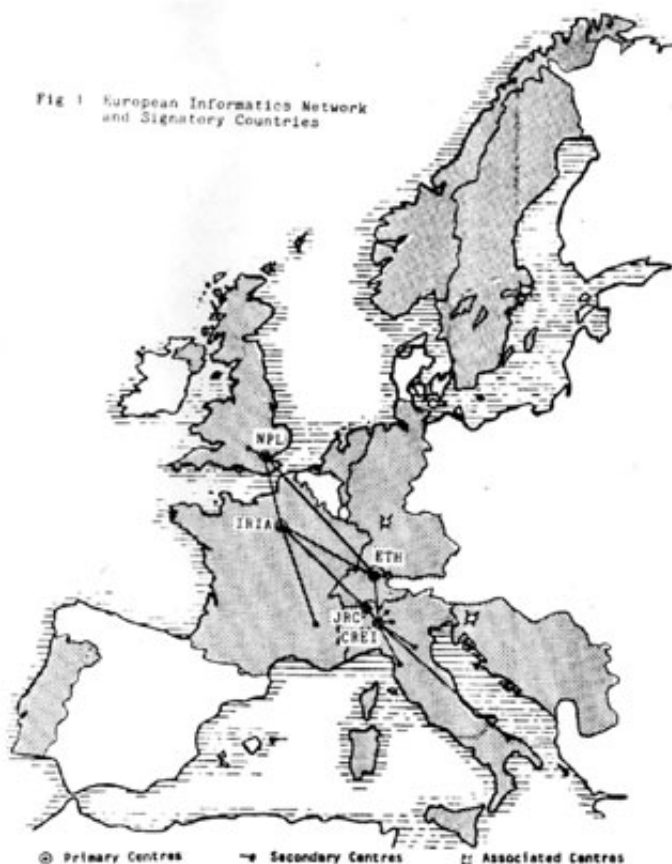 Fig 1 European Informatics Network
and Signatory Countries
NPL
IRIA
ETH
JRC
CREI
Primary Centres Secondary Centres Associated Centres